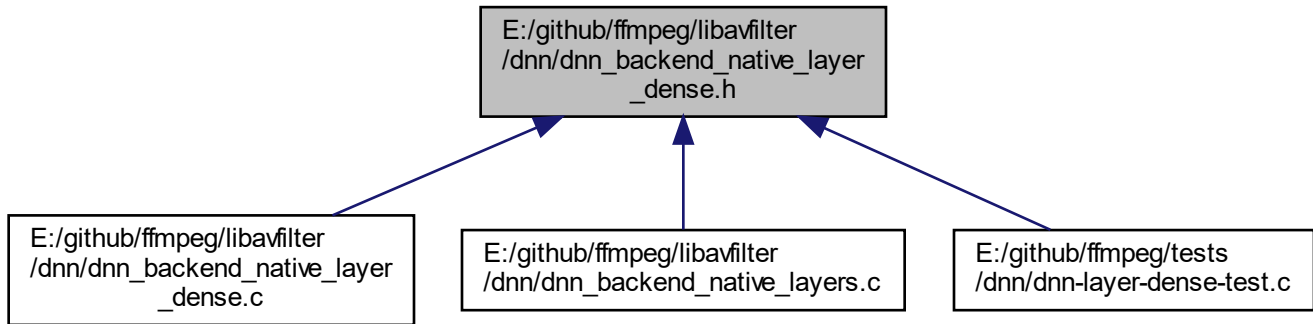 E:/github/ffmpeg/libavfilter
/dnn/dnn_backend_native_layer
_dense.h
E:/github/ffmpeg/libavfilter
/dnn/dnn_backend_native_layer
_dense.c
E:/github/ffmpeg/libavfilter
/dnn/dnn_backend_native_layers.c
E:/github/ffmpeg/tests
/dnn/dnn-layer-dense-test.c